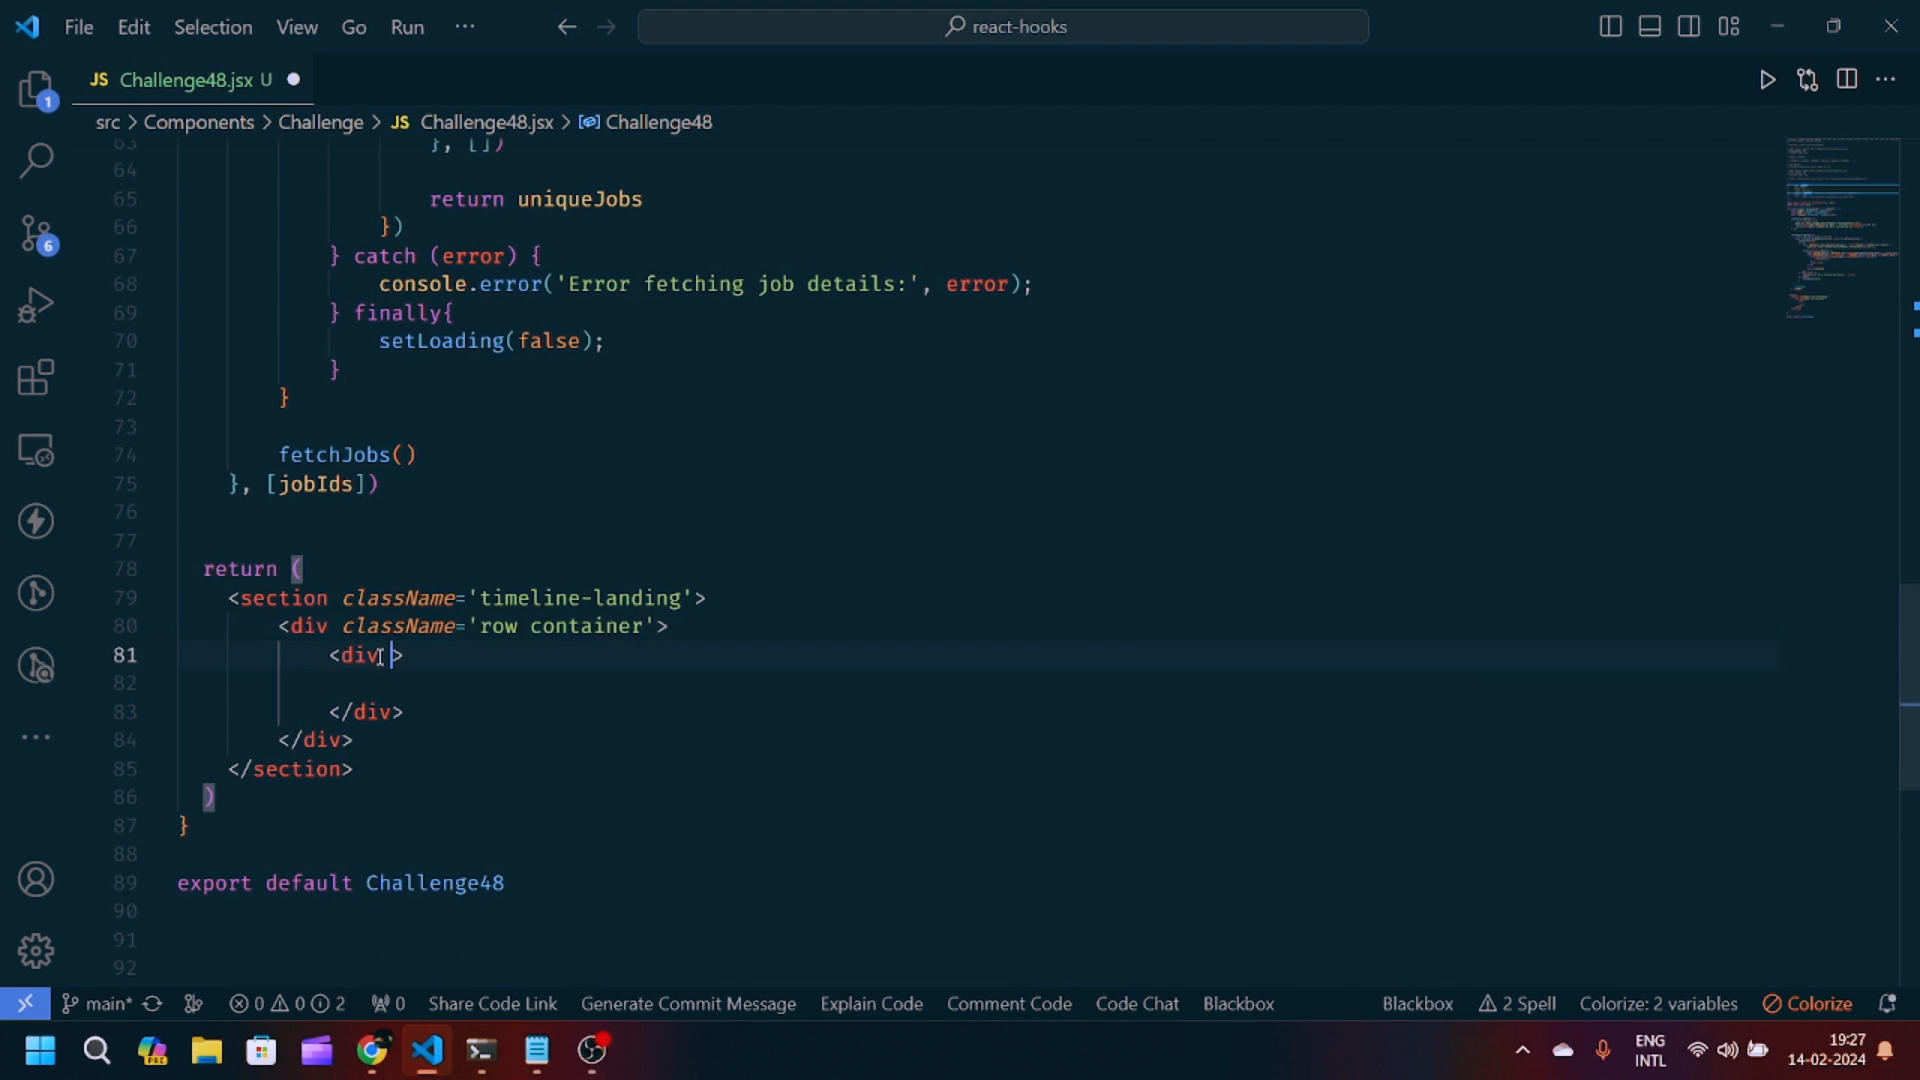 File Edit Selection View Go Run ··· react-hooks
JS Challenge48.jsx U
src > Components > Challenge > JS Challenge48.jsx > Challenge48
63 }, [])
64
65 return uniqueJobs
66 })
67 } catch (error) {
68 console.error('Error fetching job details:', error);
69 } finally{
70 setLoading(false);
71 }
72 }
73
74 fetchJobs()
75 }, [jobIds])
76
77
78 return (
79 <section className='timeline-landing'>
80 <div className='row container'>
81 <div >
82
83 </div>
84 </div>
85 </section>
86 )
87 }
88
89 export default Challenge48
90
91
92
1
6
main* 0 0 2 0 Share Code Link Generate Commit Message Explain Code Comment Code Code Chat Blackbox Blackbox 2 Spell Colorize: 2 variables Colorize
PRE
ENG
INTL
19:27
14-02-2024